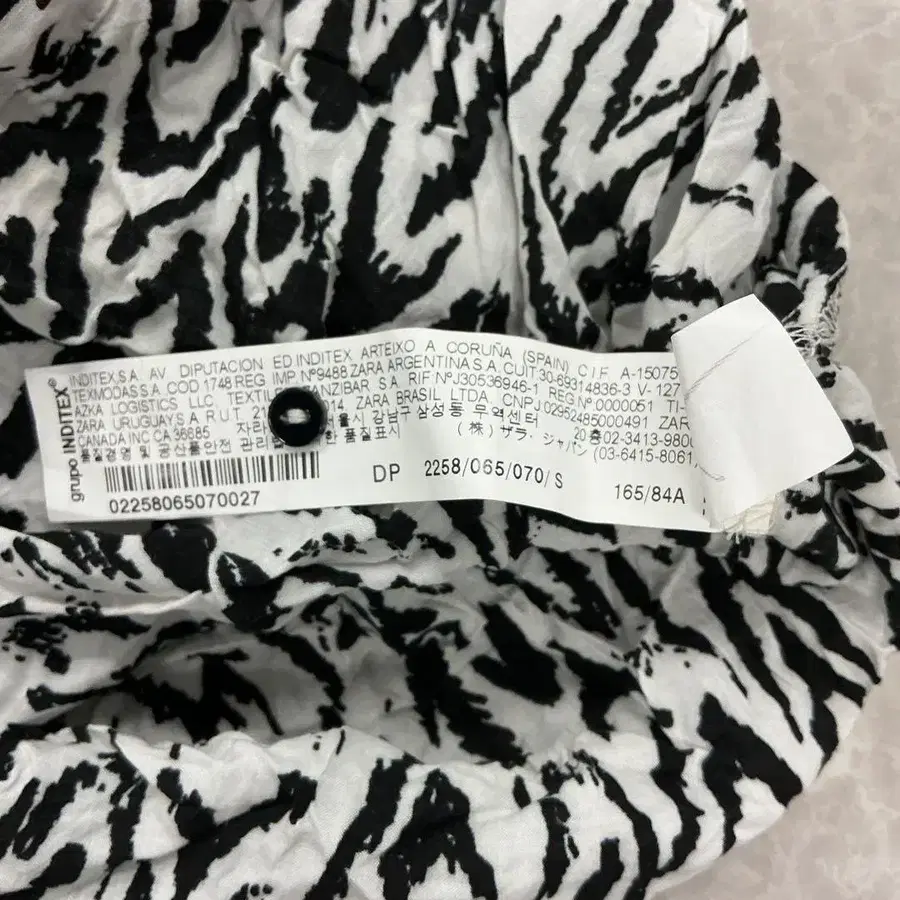 grupo INDITEX®
INDITEX,S.A. AV DIPUTACION ED INDITEX ARTEIXO A CORUÑA (SPAIN) C.I.F. A-15075
TEXMODAS S.A. COD 1748 REG IMP Nº9488 ZARA ARGENTINA S.A. CUIT 30-69314836-3 V-127
AZKA LOGISTICS LLC TEXTIL ZANZIBAR SA RIF NºJ30536946-1 REG Nº 0000051 TI-
ZARA URUGUAY S A R U T 21 014 ZARA BRASIL LTDA. CNPJ.02952485000491 ZAR
CANADA INC CA 36685 자라 서울시 강남구 삼성동 무역센터 20층 02-3413-980
품질경영 및 공산품안전 관리법 한 품질표시 (株) ザラ・ジャパン (03-6415-8061,
DP 2258/065/070/S 165/84A
02258065070027